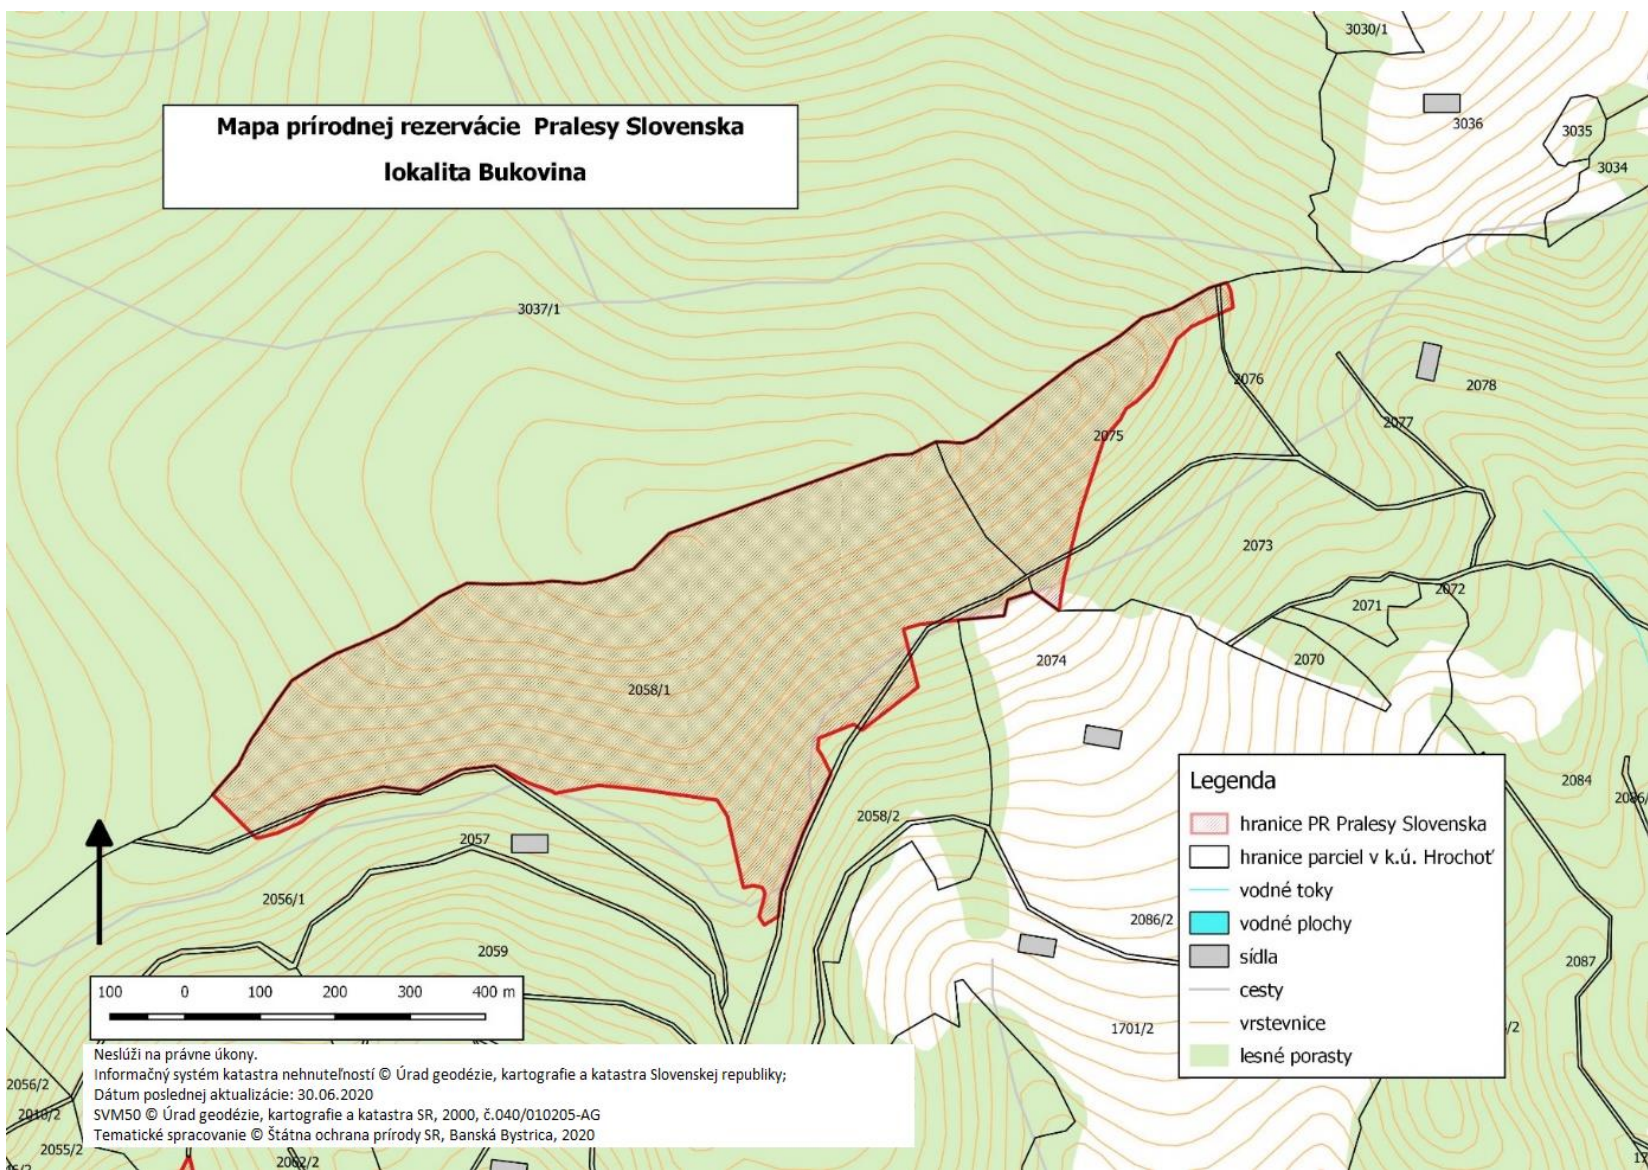 3030/1
3036
3035
3034
Mapa prírodnej rezervácie Pralesy Slovenska
lokalita Bukovina
3037/1
2076
2078
2077
2075
2073
2072
2071
2070
2074
2058/1
2084
2058/2
2057
2056/1
2059
2086/2
2087
1701/2
Legenda
hranice PR Pralesy Slovenska
hranice parciel v k.ú. Hrochoť
vodné toky
vodné plochy
sídla
cesty
vrstevnice
lesné porasty
100 0 100 200 300 400 m
Neslúži na právne úkony.
Informačný systém katastra nehnuteľností © Úrad geodézie, kartografie a katastra Slovenskej republiky;
Dátum poslednej aktualizácie: 30.06.2020
SVM50 © Úrad geodézie, kartografie a katastra SR, 2000, č.040/010205-AG
Tematické spracovanie © Štátna ochrana prírody SR, Banská Bystrica, 2020
2056/2
2055/2
2062/2